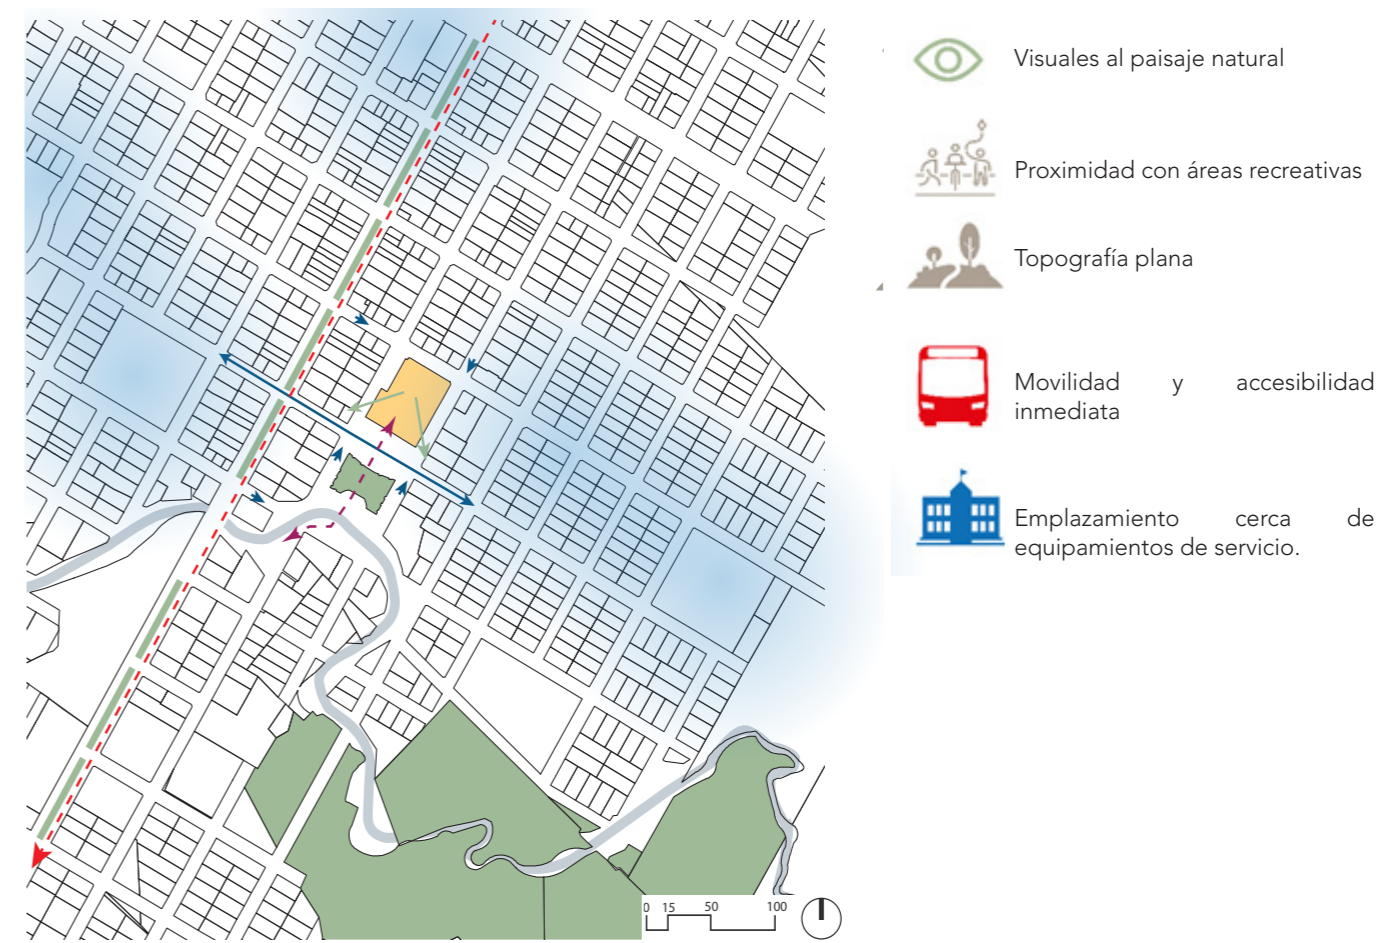 Visuales al paisaje natural
Proximidad con áreas recreativas
Topografía plana
Movilidad y accesibilidad
inmediata
Emplazamiento cerca de
equipamientos de servicio.
0 15 50 100